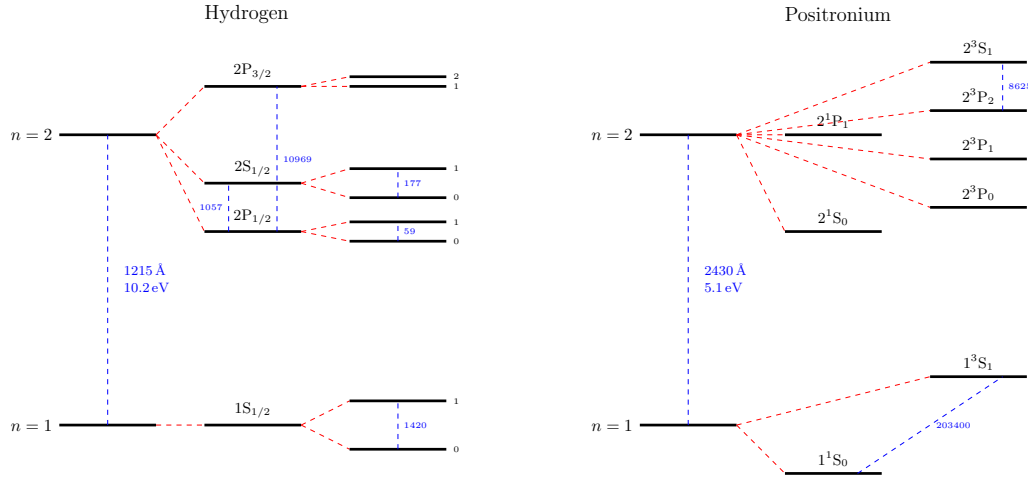 Hydrogen
2P3/2
2
1
n = 2
10969
2S1/2
1
177
0
1057
2P1/2
1
59
0
1215 Å
10.2 eV
1S1/2
1
n = 1
1420
0
Positronium
2³S₁
8625
2³P₂
2¹P₁
n = 2
2³P₁
2³P₀
2¹S₀
2430 Å
5.1 eV
1³S₁
n = 1
203400
1¹S₀